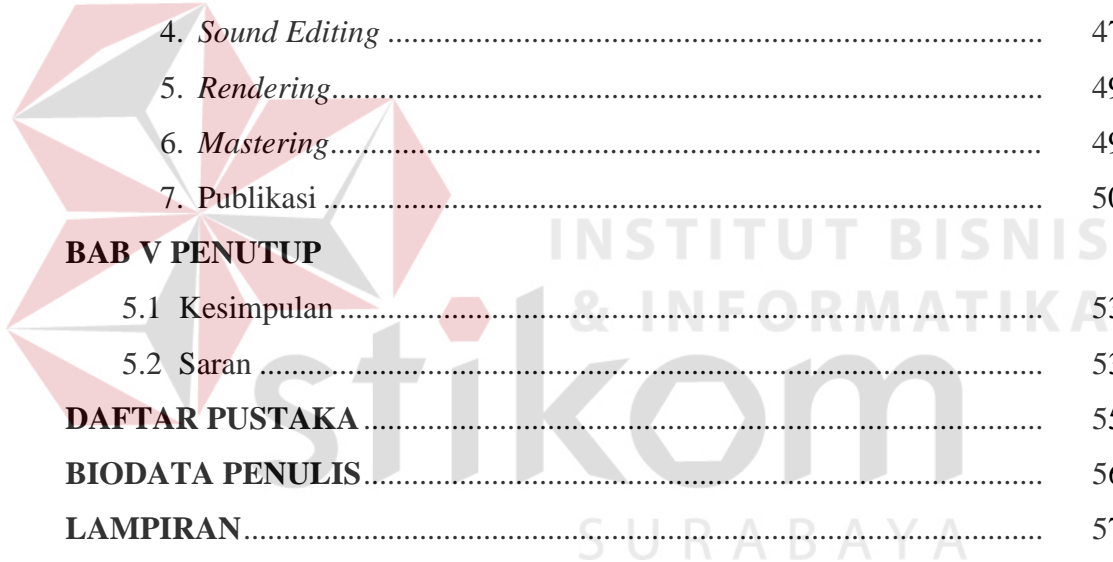 4. Sound Editing ........................................................................ 47
5. Rendering ........................................................................ 49
6. Mastering ........................................................................ 49
7. Publikasi ........................................................................ 50
INSTITUT BISNIS
BAB V PENUTUP
& INFORMATIKA
5.1 Kesimpulan ........................................................................ 53
5.2 Saran ........................................................................ 53
stikom
DAFTAR PUSTAKA ........................................................................ 55
BIODATA PENULIS ........................................................................ 56
LAMPIRAN ........................................................................ 57
SURABAYA